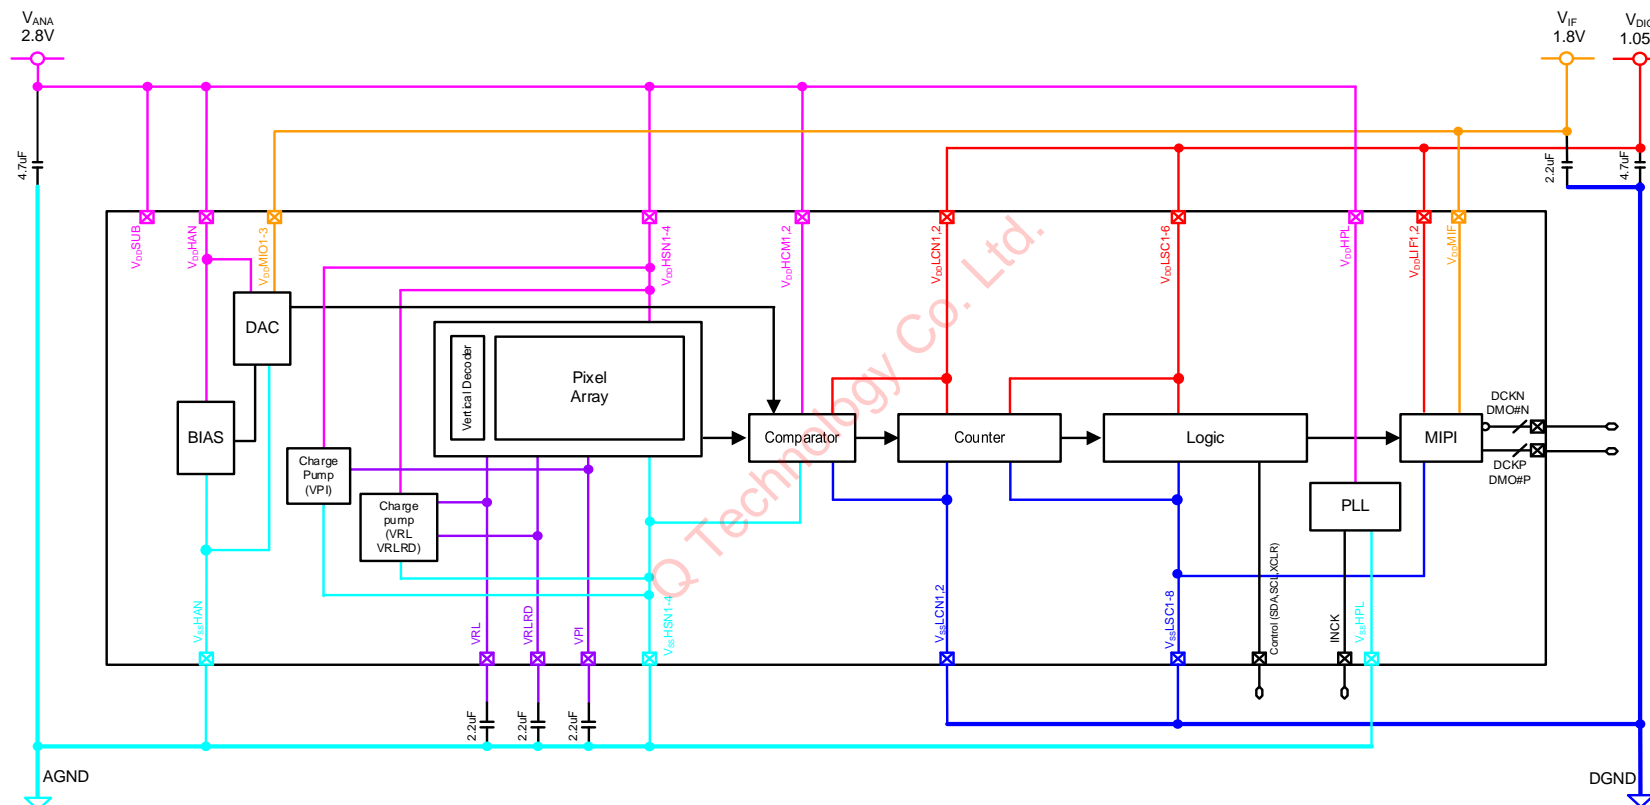 VANA
2.8V
VIF
1.8V
VDIG
1.05
4.7uF
2.2uF
4.7uF
VDDSUB
VDDHAN
VDDMIO1-3
VDDHSN1-4
VDDHCM1,2
VDDLCN1,2
VDDLSC1-6
VDDHPL
VDDLIF1,2
VDDMIF
DAC
Vertical Decoder
Pixel
Array
BIAS
Comparator
Counter
Logic
MIPI
DCKN
DMO#N
DCKP
DMO#P
Charge
Pump
(VPI)
Charge
pump
(VRL
VRLRD)
PLL
VSSHAN
VRL
VRLRD
VPI
VSSHSN1-4
VSSLCN1,2
VSSLSC1-8
Control (SDA,SCL,XCLR)
INCK
VSSHPL
2.2uF
2.2uF
2.2uF
AGND
DGND
Q Technology Co. Ltd.